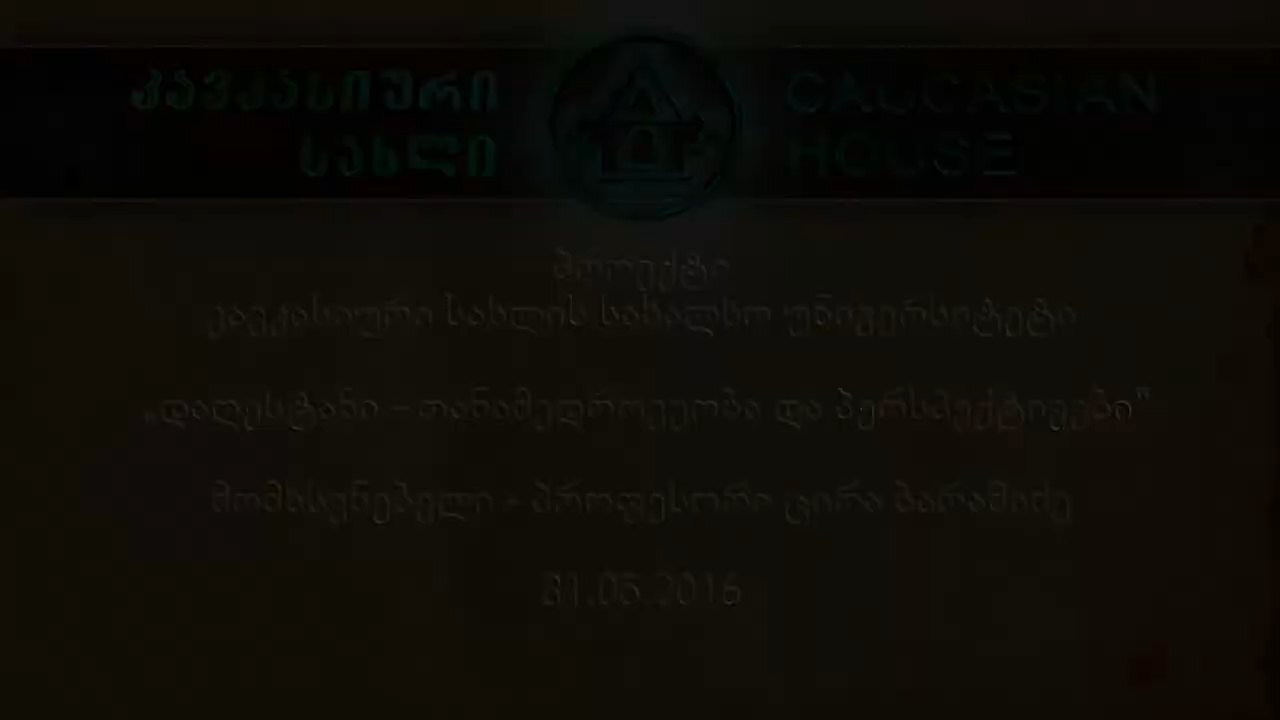 კავკასიური
სახლი
CAUCASIAN
HOUSE
პროექტი
კავკასიური სახლის სახალხო უნივერსიტეტი
„დაღესტანი - თანამედროვეობა და პერსპექტივები"
მომხსენებელი - პროფესორი ცირა ბარამიძე
31.05.2016